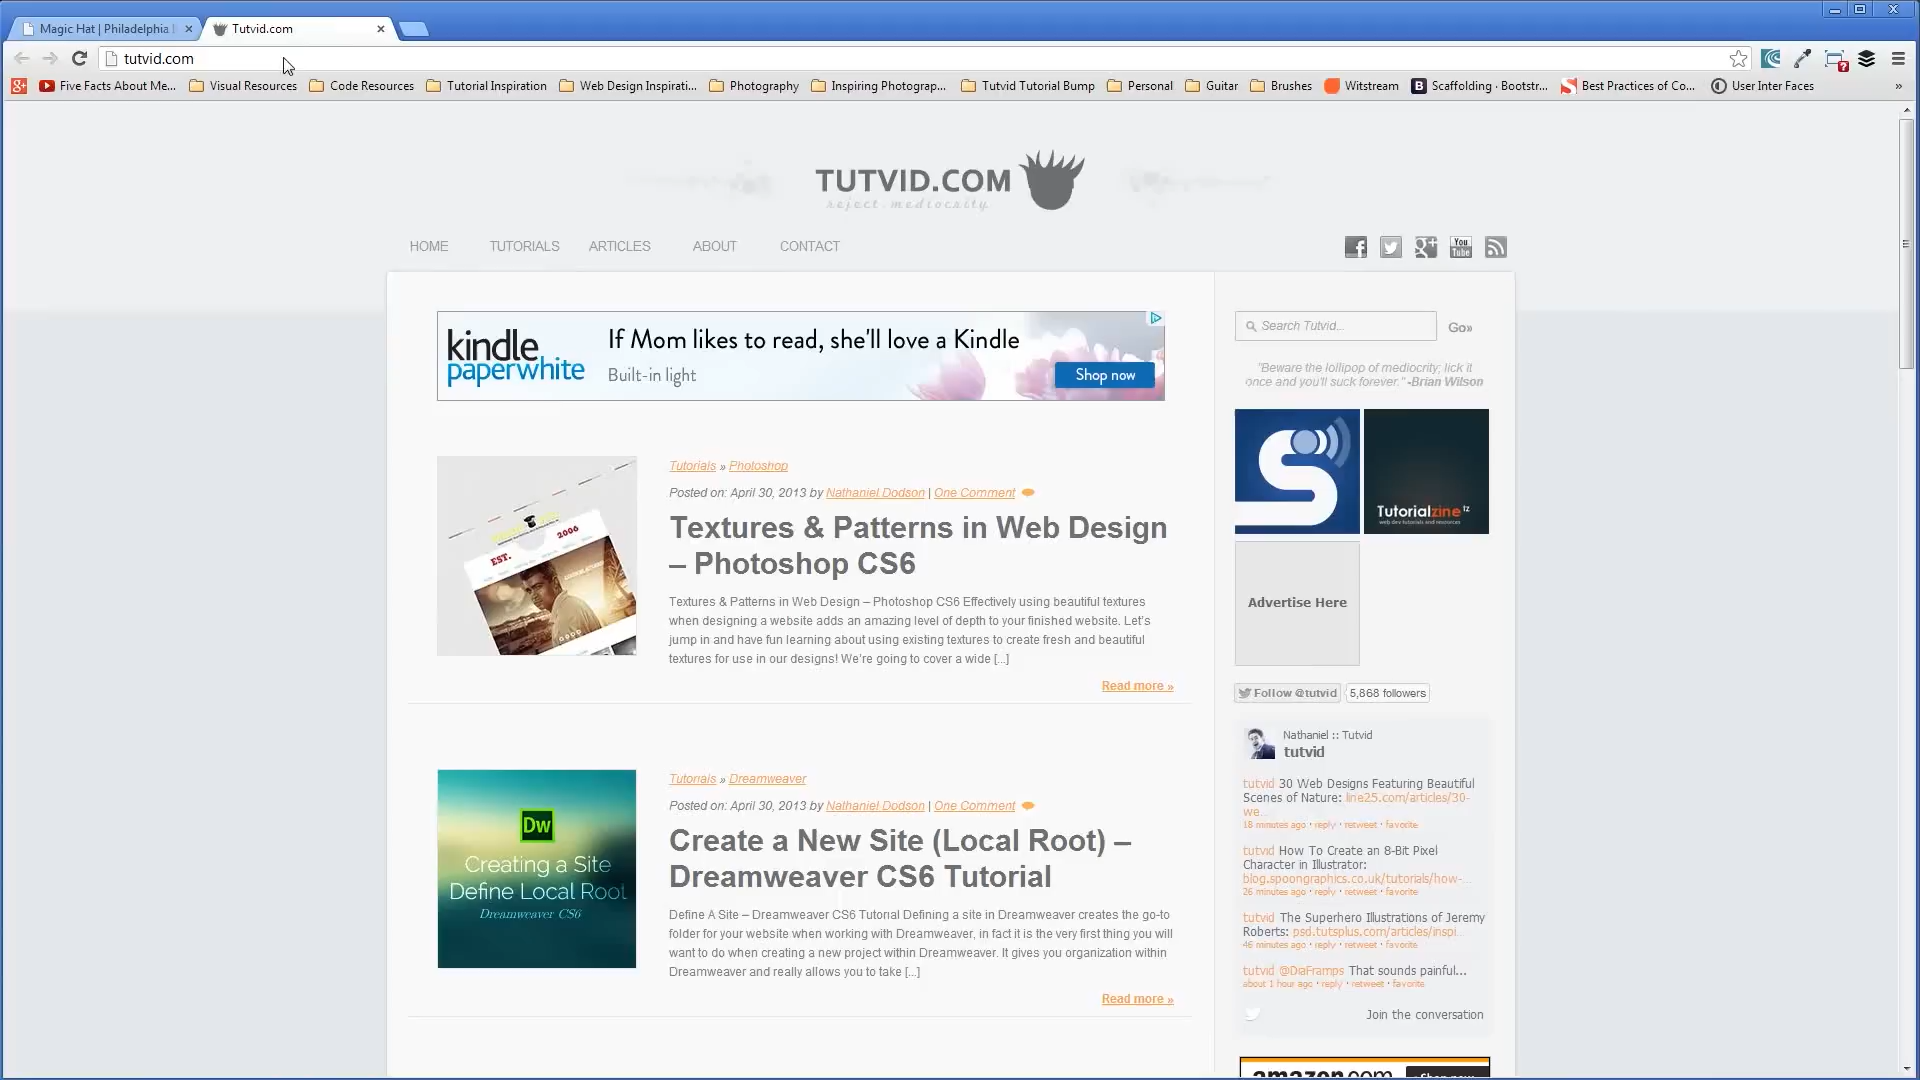 Magic Hat | Philadelphia
Tutvid.com
tutvid.com
Five Facts About Me...
Visual Resources
Code Resources
Tutorial Inspiration
Web Design Inspirati...
Photography
Inspiring Photograp...
Tutvid Tutorial Bump
Personal
Guitar
Brushes
Witstream
B
Scaffolding · Bootstr...
Best Practices of Co...
User Inter Faces
»
TUTVID.COM
reject.mediocrity
HOME
TUTORIALS
ARTICLES
ABOUT
CONTACT
You
Tube
kindle
paperwhite
If Mom likes to read, she'll love a Kindle
Built-in light
Shop now
Search Tutvid...
Go»
"Beware the lollipop of mediocrity; lick it
once and you'll suck forever." -Brian Wilson
Tutorialzine tz
web dev tutorials and resources
Advertise Here
EST.
2006
Tutorials » Photoshop
Posted on: April 30, 2013 by Nathaniel Dodson | One Comment
Textures & Patterns in Web Design
– Photoshop CS6
Textures & Patterns in Web Design – Photoshop CS6 Effectively using beautiful textures
when designing a website adds an amazing level of depth to your finished website. Let's
jump in and have fun learning about using existing textures to create fresh and beautiful
textures for use in our designs! We're going to cover a wide [...]
Read more »
Follow @tutvid
5,868 followers
Nathaniel :: Tutvid
tutvid
tutvid 30 Web Designs Featuring Beautiful
Scenes of Nature: line25.com/articles/30-
we...
18 minutes ago · reply · retweet · favorite
tutvid How To Create an 8-Bit Pixel
Character in Illustrator:
blog.spoongraphics.co.uk/tutorials/how-...
26 minutes ago · reply · retweet · favorite
tutvid The Superhero Illustrations of Jeremy
Roberts: psd.tutsplus.com/articles/inspi...
46 minutes ago · reply · retweet · favorite
tutvid @DiaFramps That sounds painful...
about 1 hour ago · reply · retweet · favorite
Join the conversation
Dw
Creating a Site
Define Local Root
Dreamweaver CS6
Tutorials » Dreamweaver
Posted on: April 30, 2013 by Nathaniel Dodson | One Comment
Create a New Site (Local Root) –
Dreamweaver CS6 Tutorial
Define A Site – Dreamweaver CS6 Tutorial Defining a site in Dreamweaver creates the go-to
folder for your website when working with Dreamweaver, in fact it is the very first thing you will
want to do when creating a new project within Dreamweaver. It gives you organization within
Dreamweaver and really allows you to take [...]
Read more »
amazon.com
Shop now